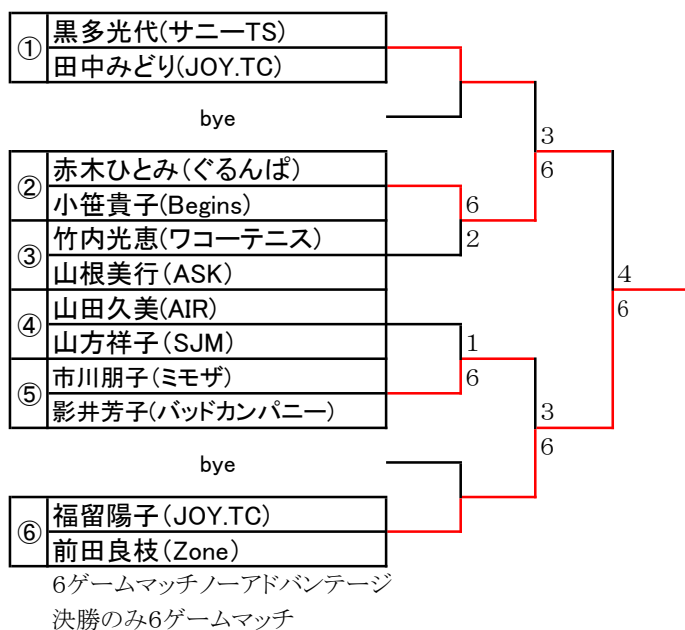 ① 黒多光代(サニーTS)
田中みどり(JOY.TC)
bye
3
② 赤木ひとみ(ぐるんぱ)
6
小笹貴子(Begins)
6
③ 竹内光恵(ワコーテニス)
2
山根美行(ASK)
4
④ 山田久美(AIR)
6
山方祥子(SJM)
1
⑤ 市川朋子(ミモザ)
6
影井芳子(バッドカンパニー)
3
6
bye
⑥ 福留陽子(JOY.TC)
前田良枝(Zone)
6ゲームマッチノーアドバンテージ
決勝のみ6ゲームマッチ